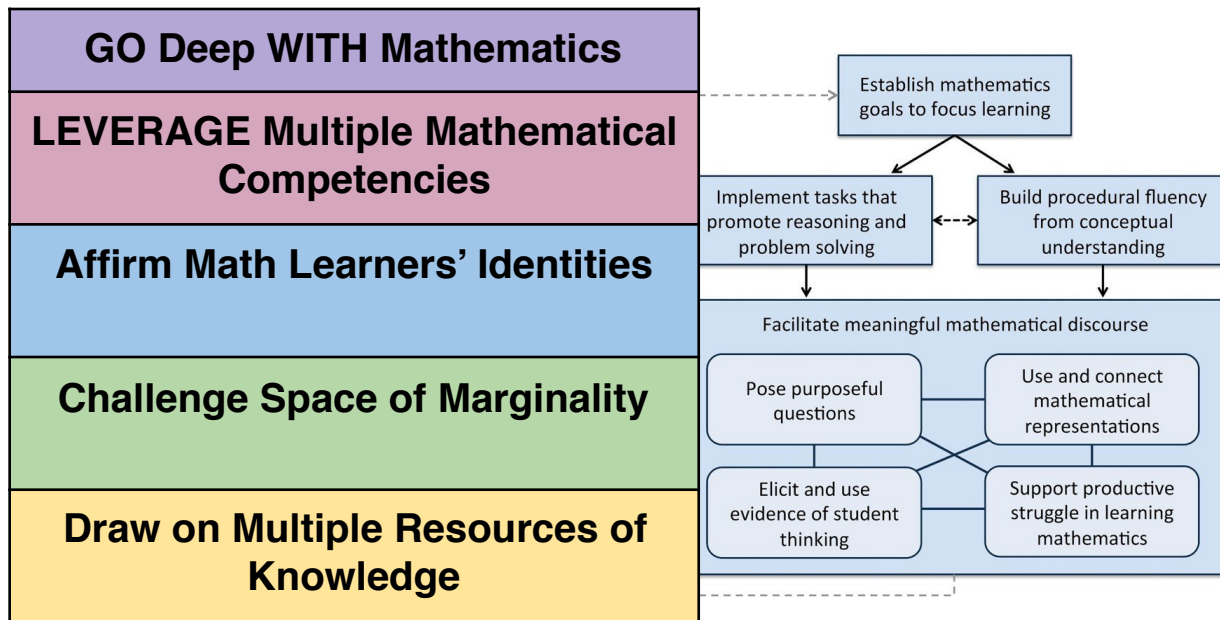 GO Deep WITH Mathematics
LEVERAGE Multiple Mathematical
Competencies
Affirm Math Learners’ Identities
Challenge Space of Marginality
Draw on Multiple Resources of
Knowledge
Establish mathematics
goals to focus learning
Implement tasks that
promote reasoning and
problem solving
Build procedural fluency
from conceptual
understanding
Facilitate meaningful mathematical discourse
Pose purposeful
questions
Use and connect
mathematical
representations
Elicit and use
evidence of student
thinking
Support productive
struggle in learning
mathematics